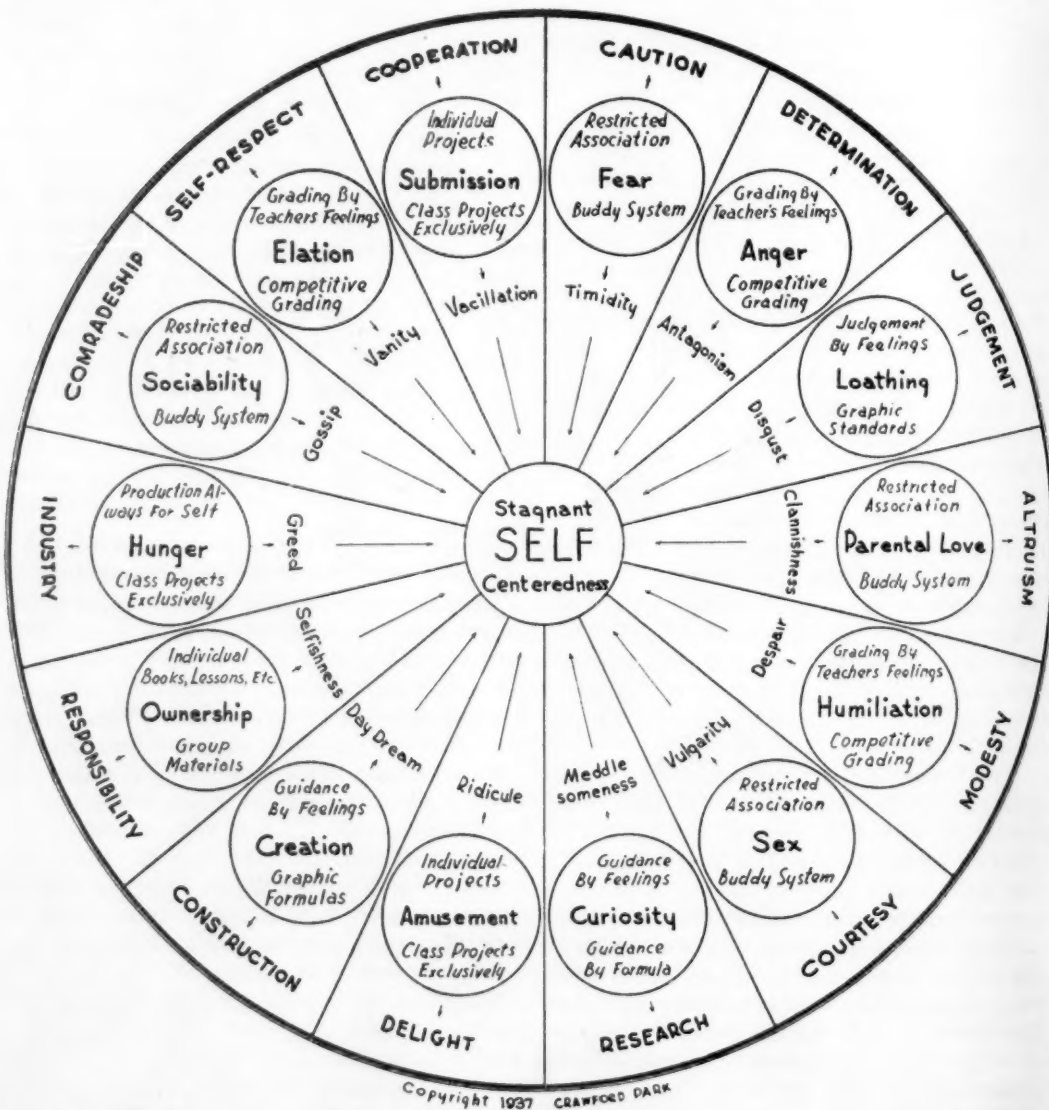 COOPERATION
Individual
Projects
Submission
Class Projects
Exclusively
Vacillation
CAUTION
Restricted
Association
Fear
Buddy System
Timidity
DETERMINATION
Grading By
Teacher's Feelings
Anger
Competitive
Grading
Antagonism
JUDGEMENT
Judgement
By Feelings
Loathing
Graphic
Standards
Disgust
ALTRUISM
Restricted
Association
Parental Love
Buddy System
Clannishness
MODESTY
Grading By
Teachers Feelings
Humiliation
Competitive
Grading
Despair
COURTESY
Restricted
Association
Sex
Buddy System
Vulgarity
RESEARCH
Guidance
By Feelings
Curiosity
Guidance
By Formula
Meddle
someness
DELIGHT
Individual-
Projects
Amusement
Class Projects
Exclusively
Ridicule
CONSTRUCTION
Guidance
By Feelings
Creation
Graphic
Formulas
Day Dream
RESPONSIBILITY
Individual
Books, Lessons, Etc.
Ownership
Group
Materials
Selfishness
INDUSTRY
Production Al-
ways For Self
Hunger
Class Projects
Exclusively
Greed
COMRADESHIP
Restricted
Association
Sociability
Buddy System
Gossip
SELF-RESPECT
Grading By
Teachers Feelings
Elation
Competitive
Grading
Vanity
Stagnant
SELF
Centeredness
Copyright 1937 CRAWFORD PARK